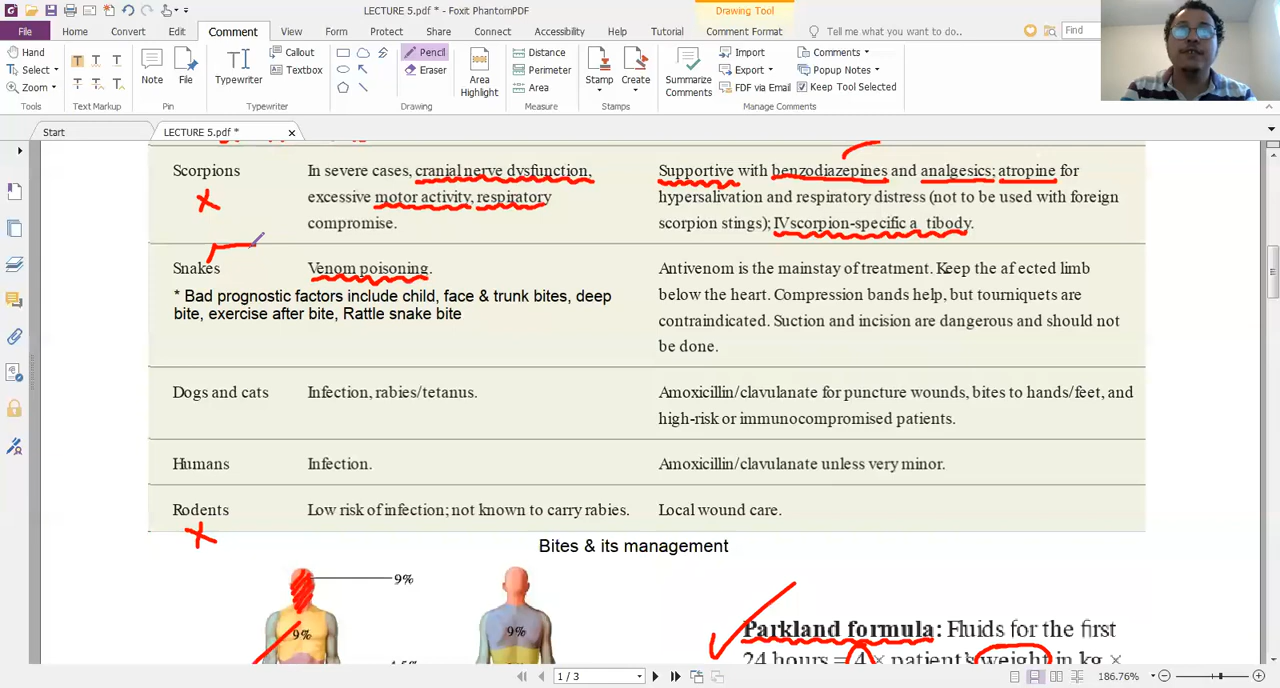 LECTURE 5.pdf * - Foxit PhantomPDF
Drawing Tool
File
Home
Convert
Edit
Comment
View
Form
Protect
Share
Connect
Accessibility
Help
Tutorial
Comment Format
Tell me what you want to do..
Find
Hand
Select
Zoom
Tools
T T T
T T T
Text Markup
Note
File
Pin
Typewriter
Callout
Textbox
Typewriter
Pencil
Eraser
Drawing
Area
Highlight
Distance
Perimeter
Area
Measure
Stamp
Create
Stamps
Summarize
Comments
Import
Export
FDF via Email
Comments
Popup Notes
Keep Tool Selected
Manage Comments
Start
LECTURE 5.pdf *
Scorpions
In severe cases, cranial nerve dysfunction,
excessive motor activity, respiratory
compromise.
Supportive with benzodiazepines and analgesics; atropine for
hypersalivation and respiratory distress (not to be used with foreign
scorpion stings); IVscorpion-specific a tibody.
Snakes
Venom poisoning.
* Bad prognostic factors include child, face & trunk bites, deep
bite, exercise after bite, Rattle snake bite
Antivenom is the mainstay of treatment. Keep the af ected limb
below the heart. Compression bands help, but tourniquets are
contraindicated. Suction and incision are dangerous and should not
be done.
Dogs and cats
Infection, rabies/tetanus.
Amoxicillin/clavulanate for puncture wounds, bites to hands/feet, and
high-risk or immunocompromised patients.
Humans
Infection.
Amoxicillin/clavulanate unless very minor.
Rodents
Low risk of infection; not known to carry rabies.
Local wound care.
Bites & its management
9%
9%
9%
Parkland formula: Fluids for the first
24 hours = 4 × patient's weight in kg ×
1 / 3
186.76%